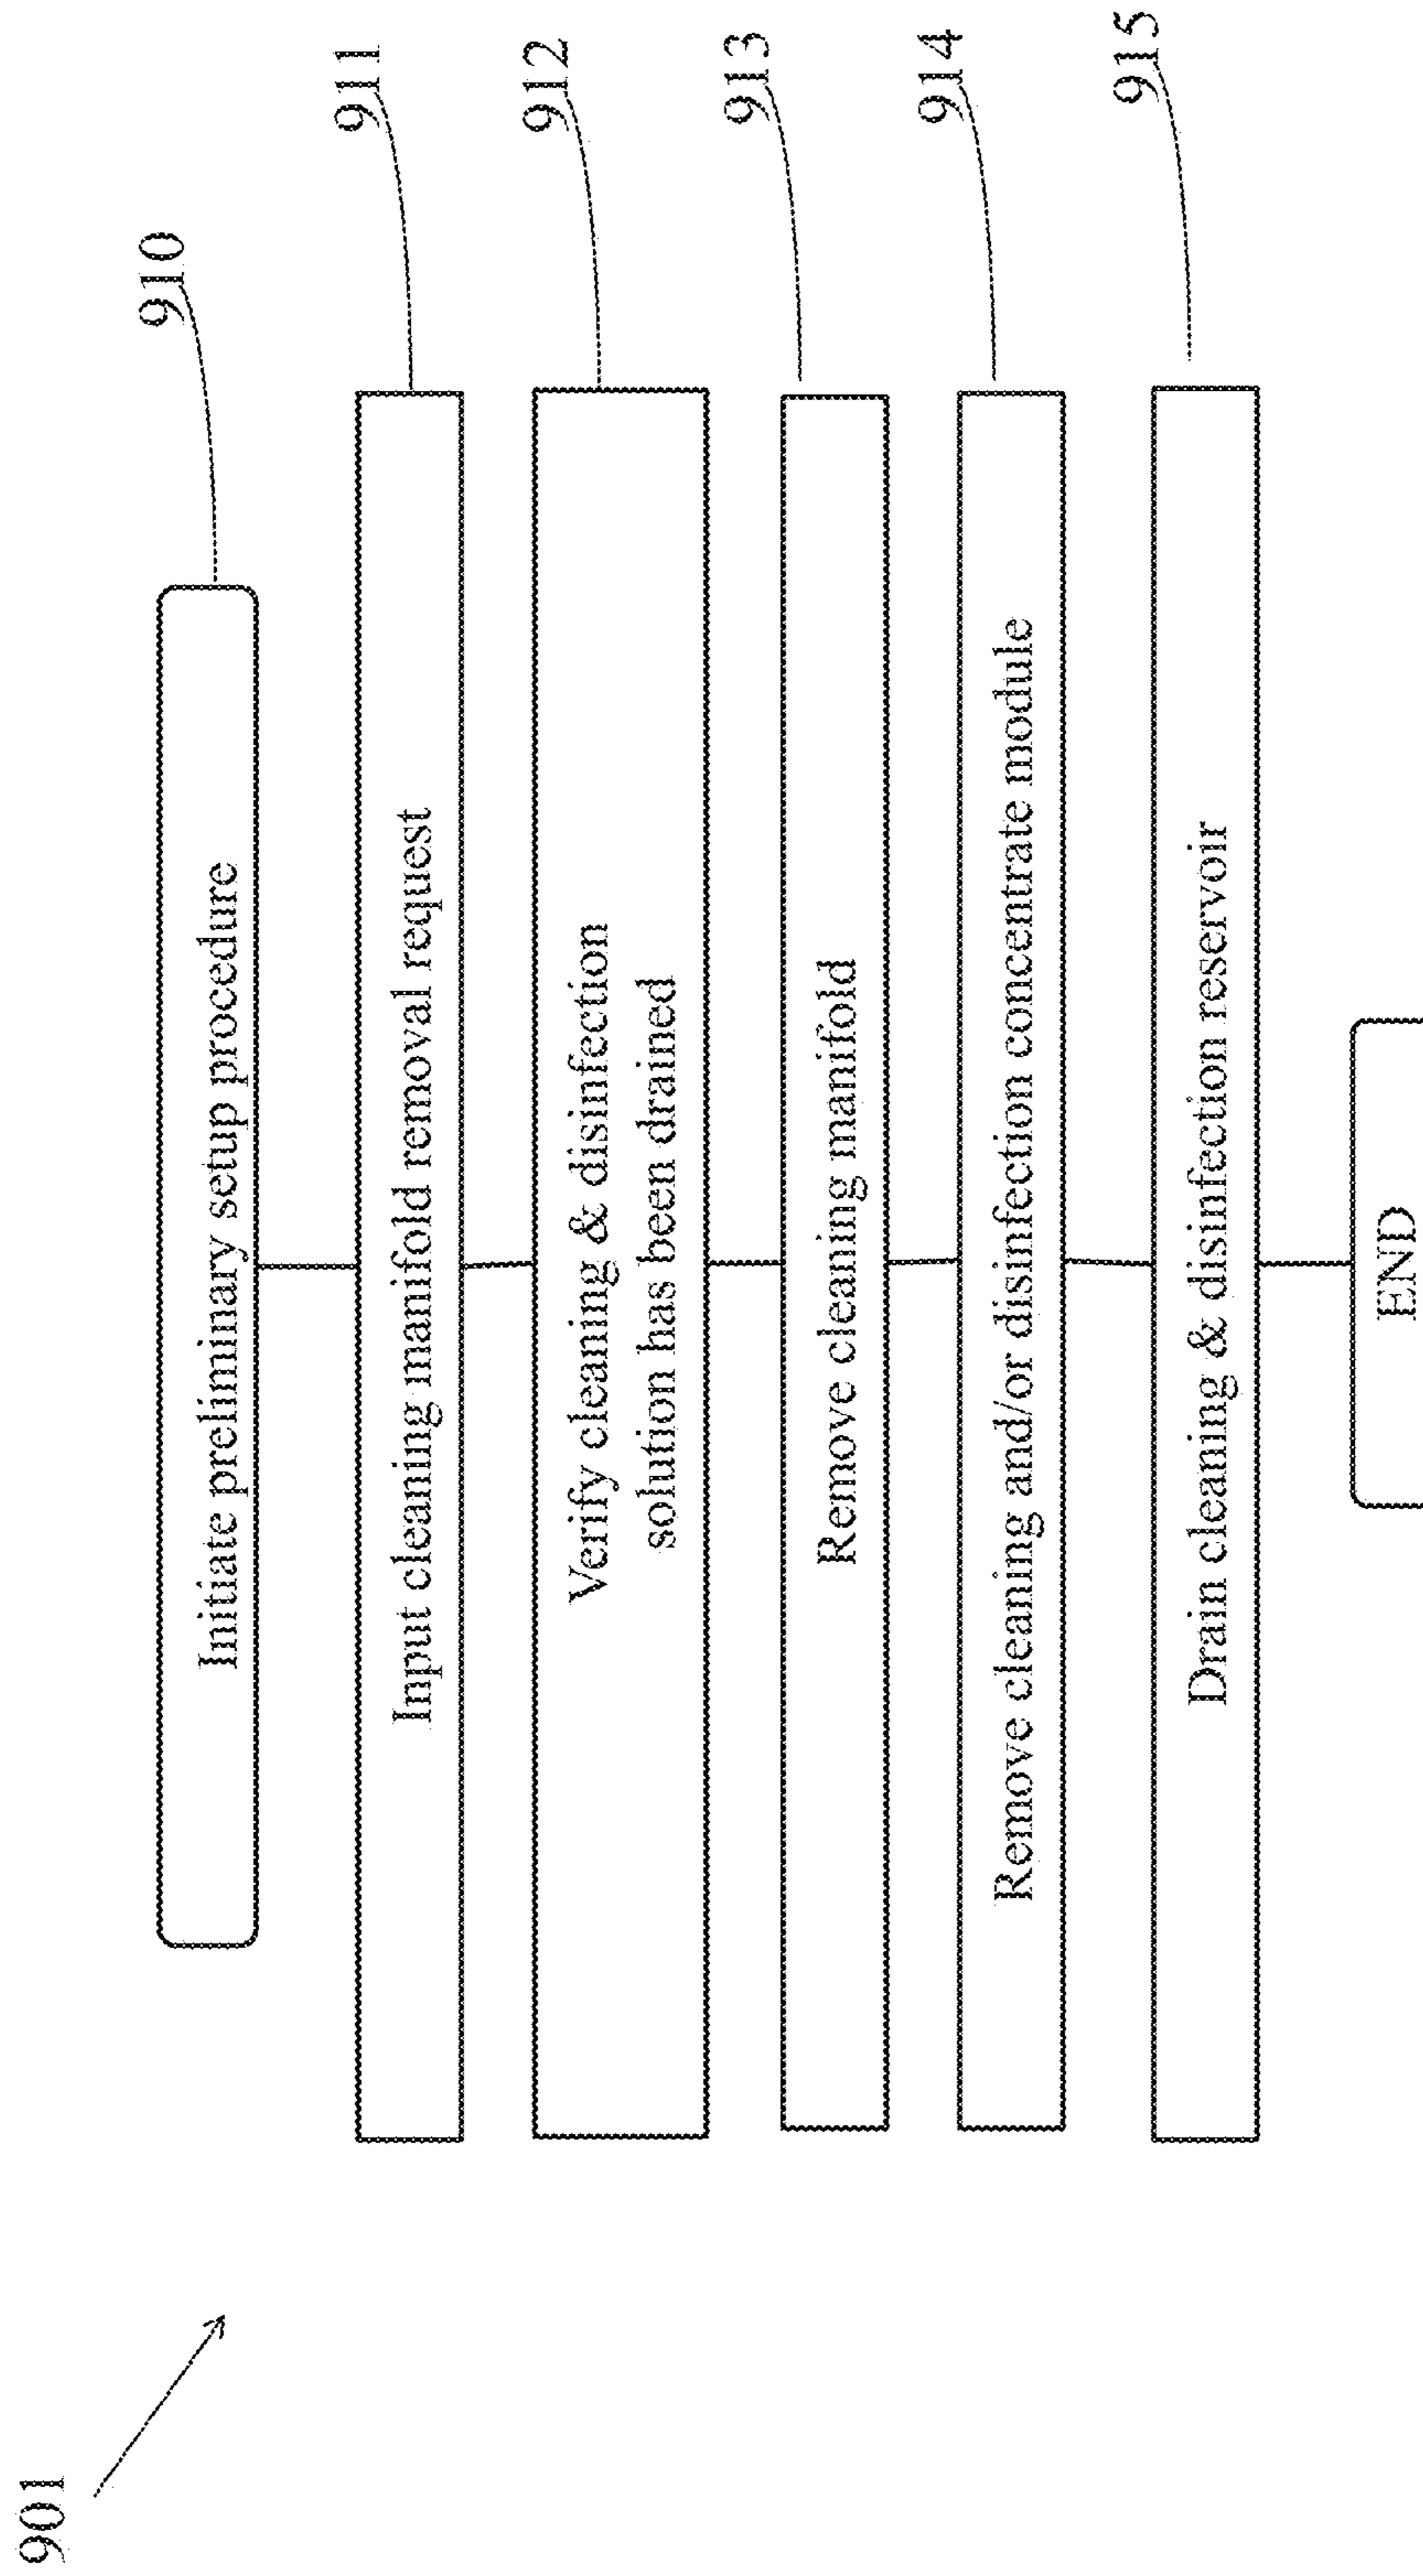 901
Initiate preliminary setup procedure
910
Input cleaning manifold removal request
911
Verify cleaning & disinfection
solution has been drained
912
Remove cleaning manifold
913
Remove cleaning and/or disinfection concentrate module
914
Drain cleaning & disinfection reservoir
915
END